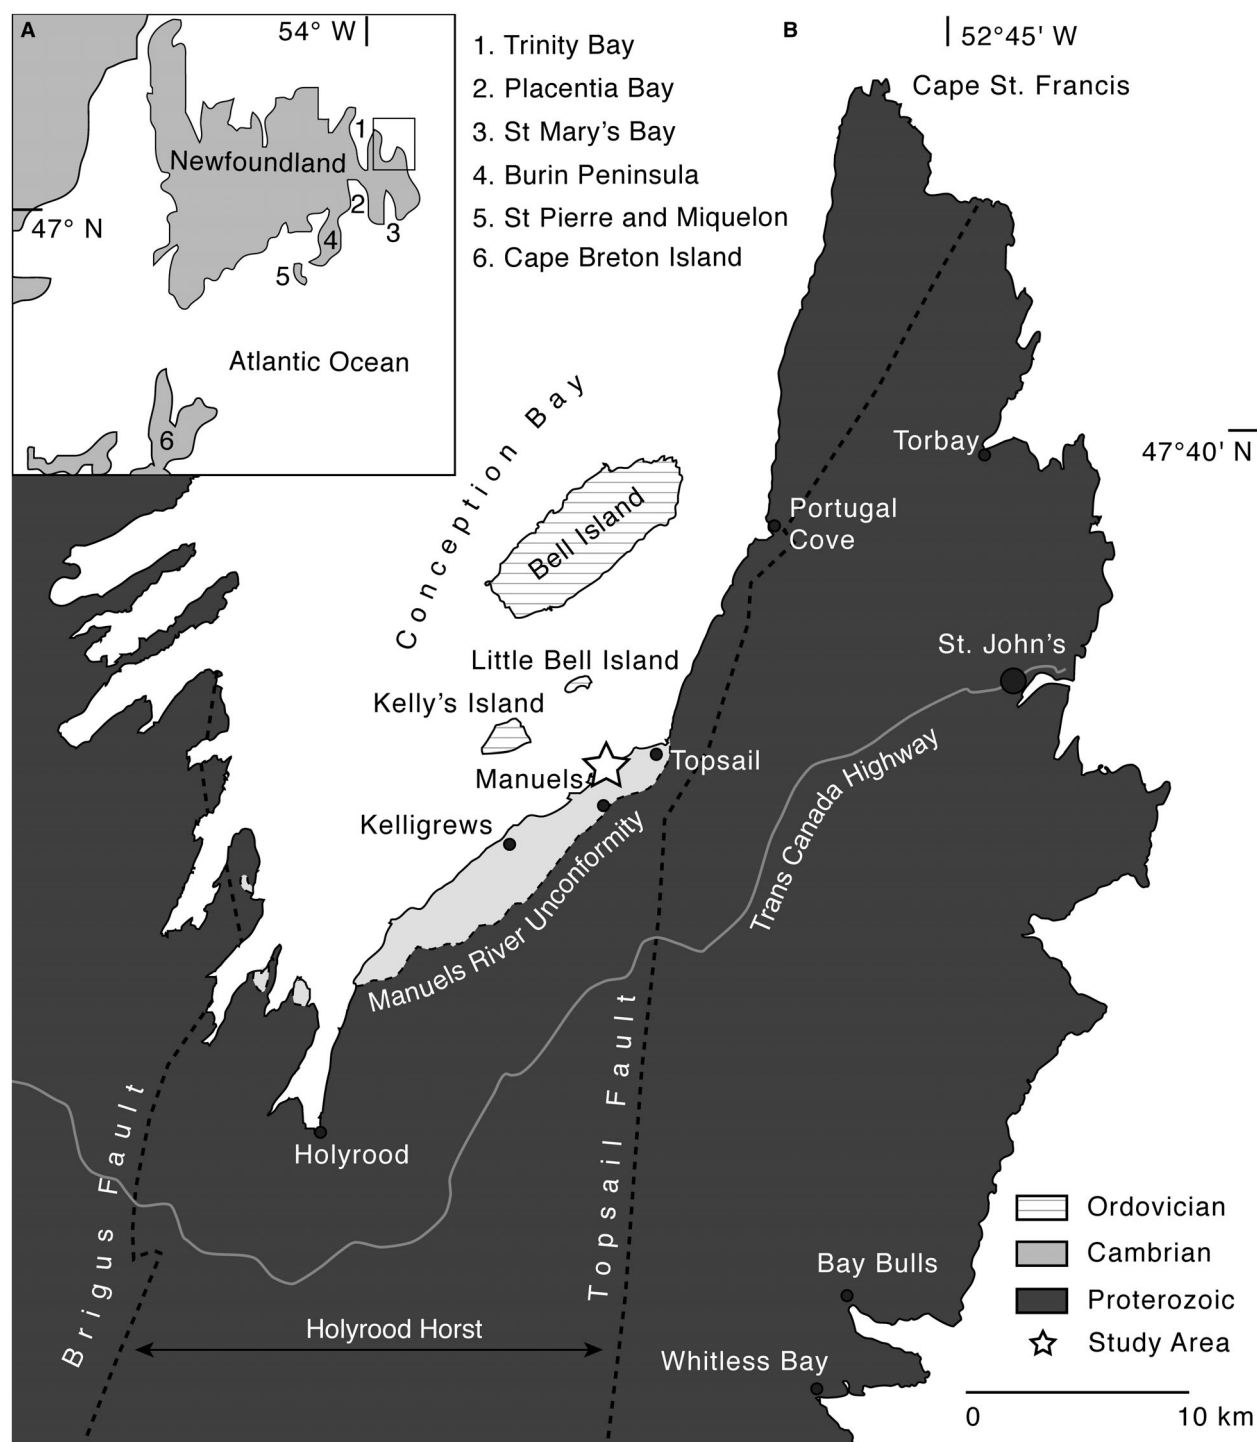 A
54° W
1
Newfoundland
47° N
2
3
4
5
Atlantic Ocean
6
1. Trinity Bay
2. Placentia Bay
3. St Mary's Bay
4. Burin Peninsula
5. St Pierre and Miquelon
6. Cape Breton Island
B
52°45' W
Cape St. Francis
Conception Bay
Torbay
47°40' N
Bell Island
Portugal
Cove
St. John's
Little Bell Island
Kelly's Island
Manuels
Topsail
Kelligrews
Manuels River Unconformity
Trans Canada Highway
Holyrood
Brigus Fault
Topsail Fault
Holyrood Horst
Bay Bulls
Whitless Bay
Ordovician
Cambrian
Proterozoic
Study Area
0
10 km